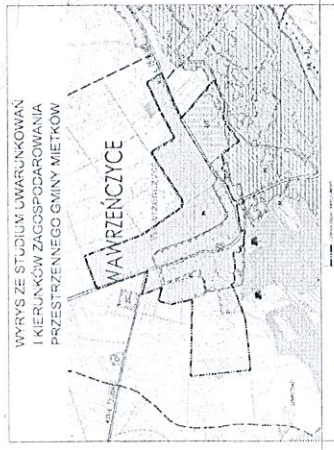 WYRYS ZE STUDIUM UWARUNKOWAŃ
I KIERUNKÓW ZAGOSPODAROWANIA
PRZESTRZENNEGO GMINY MIETKÓW
WAWRZEŃCZYCE